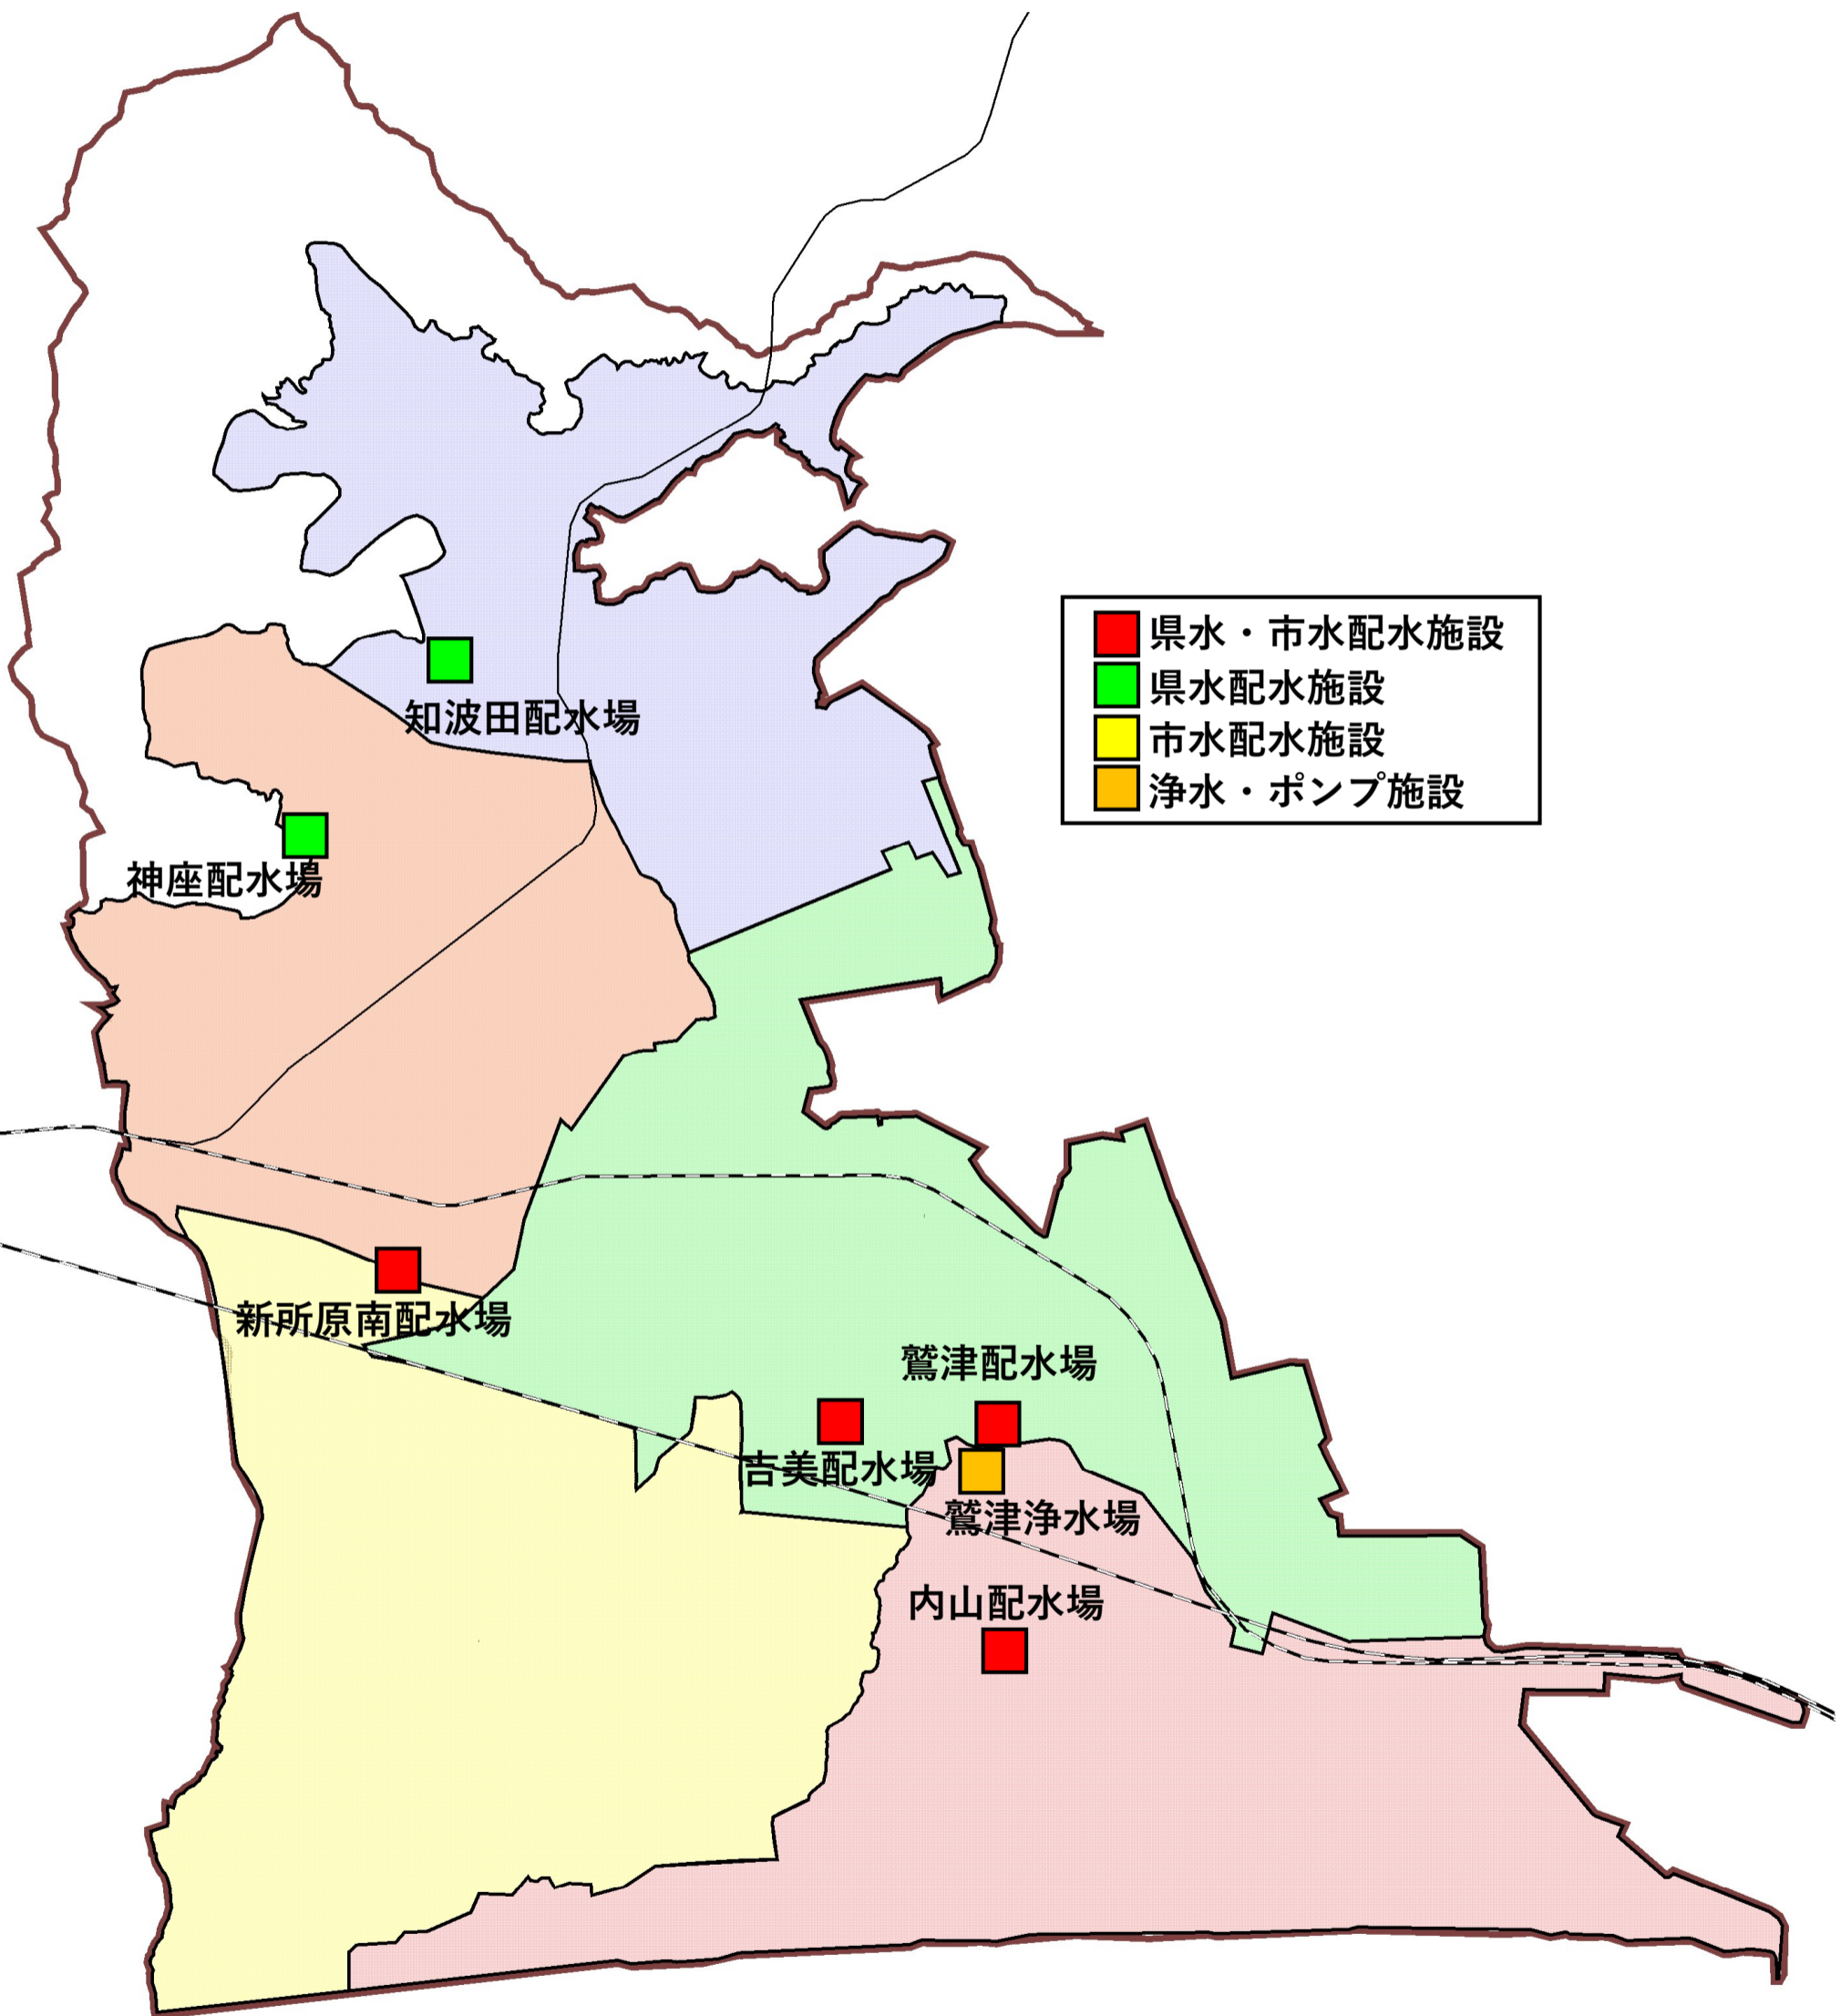 県水・市水配水施設
県水配水施設
市水配水施設
浄水・ポンプ施設
知波田配水場
神座配水場
新所原南配水場
鷲津配水場
吉美配水場
鷲津浄水場
内山配水場